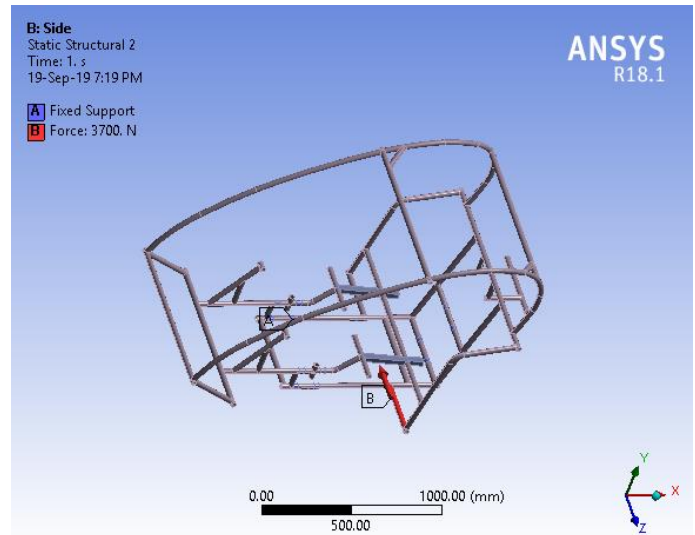 B: Side
Static Structural 2
Time: 1. s
19-Sep-19 7:19 PM
A Fixed Support
B Force: 3700. N
ANSYS
R18.1
A
B
0.00 1000.00 (mm)
500.00
Y
X
Z